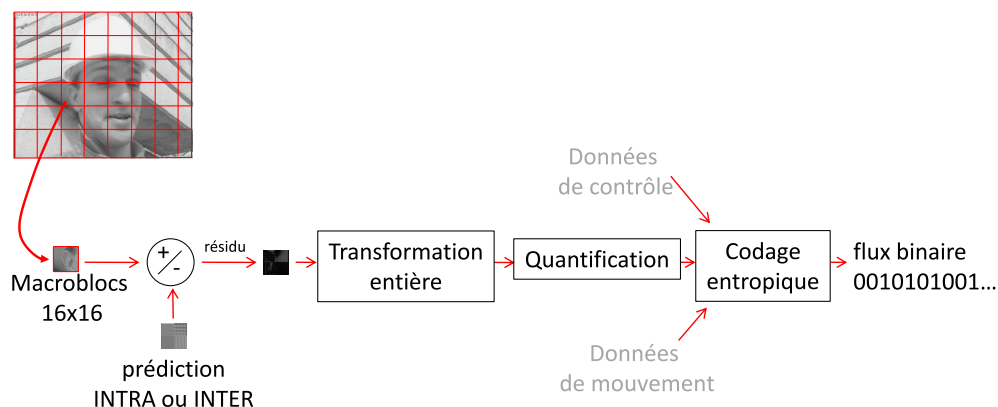 Données
de contrôle
+
-
résidu
Transformation
entière
Quantification
Codage
entropique
flux binaire
0010101001...
Macroblocs
16x16
Données
de mouvement
prédiction
INTRA ou INTER